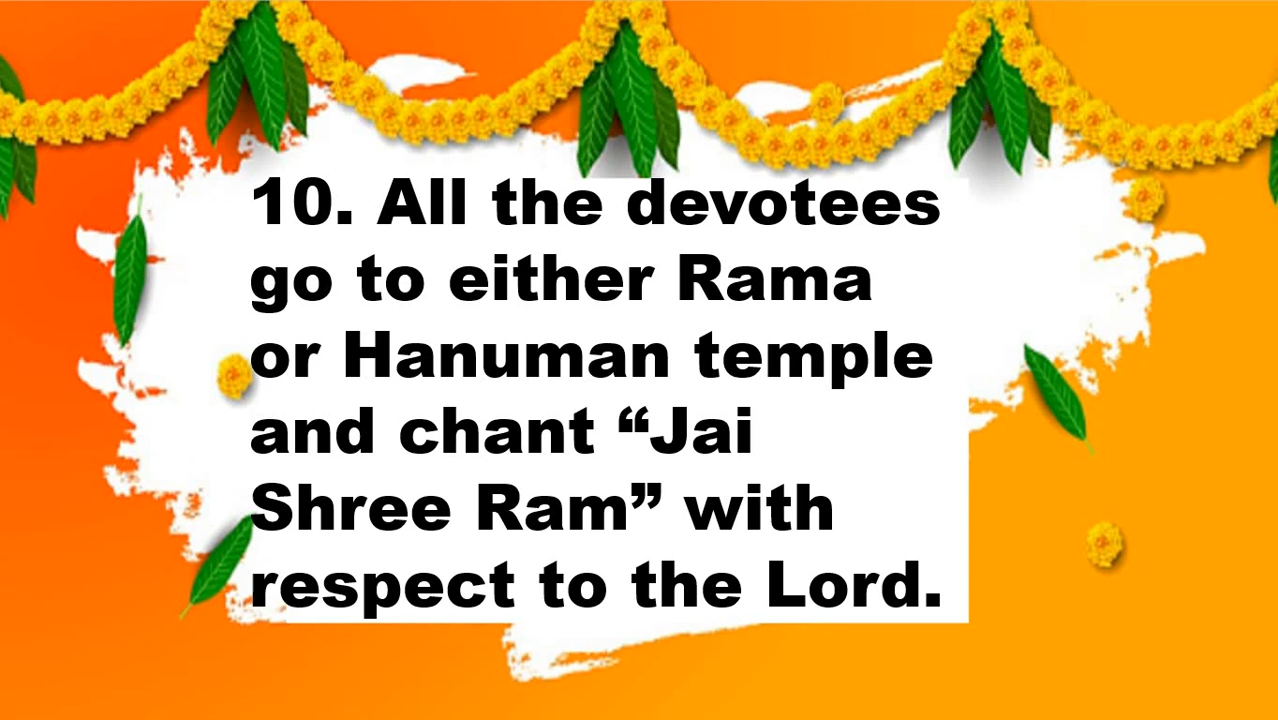 10. All the devotees
go to either Rama
or Hanuman temple
and chant “Jai
Shree Ram” with
respect to the Lord.